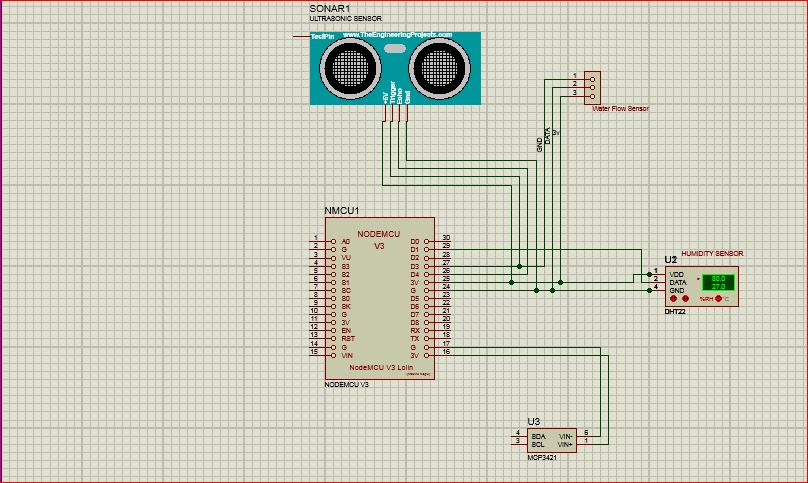 SONAR1
ULTRASONIC SENSOR
TestPin
www.TheEngineeringProjects.com
+5V
Trigger
Echo
Gnd
1
2
3
Water Flow Sensor
GND
DATA
3v
NMCU1
NODEMCU
V3
1 A0 D0 30
2 G D1 29
3 VU D2 28
4 S3 D3 27
5 S2 D4 26
6 S1 3V 25
7 SC G 24
8 S0 D5 23
9 SK D6 22
10 G D7 21
11 3V D8 20
12 EN RX 19
13 RST TX 18
14 G G 17
15 VIN 3V 16
NodeMCU V3 Lolin
NODEMCU V3
U2
HUMIDITY SENSOR
1 VDD
2 DATA
4 GND
80.0
27.0
%RH °C
DHT22
U3
4 SDA VIN- 6
3 SCL VIN+ 1
MCP3421